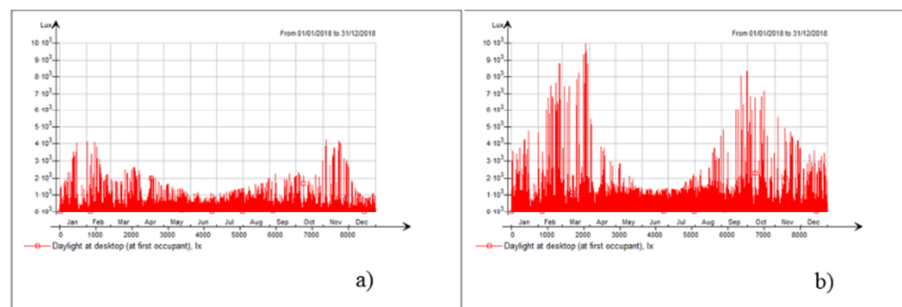 Lux
From 01/01/2018 to 31/12/2018
10·10³
9·10³
8·10³
7·10³
6·10³
5·10³
4·10³
3·10³
2·10³
1·10³
0·10³
Jan Feb Mar Apr May Jun Jul Aug Sep Oct Nov Dec
0 1000 2000 3000 4000 5000 6000 7000 8000
Daylight at desktop (at first occupant), lx
a)
Lux
From 01/01/2018 to 31/12/2018
10·10³
9·10³
8·10³
7·10³
6·10³
5·10³
4·10³
3·10³
2·10³
1·10³
0·10³
Jan Feb Mar Apr May Jun Jul Aug Sep Oct Nov Dec
0 1000 2000 3000 4000 5000 6000 7000 8000
Daylight at desktop (at first occupant), lx
b)